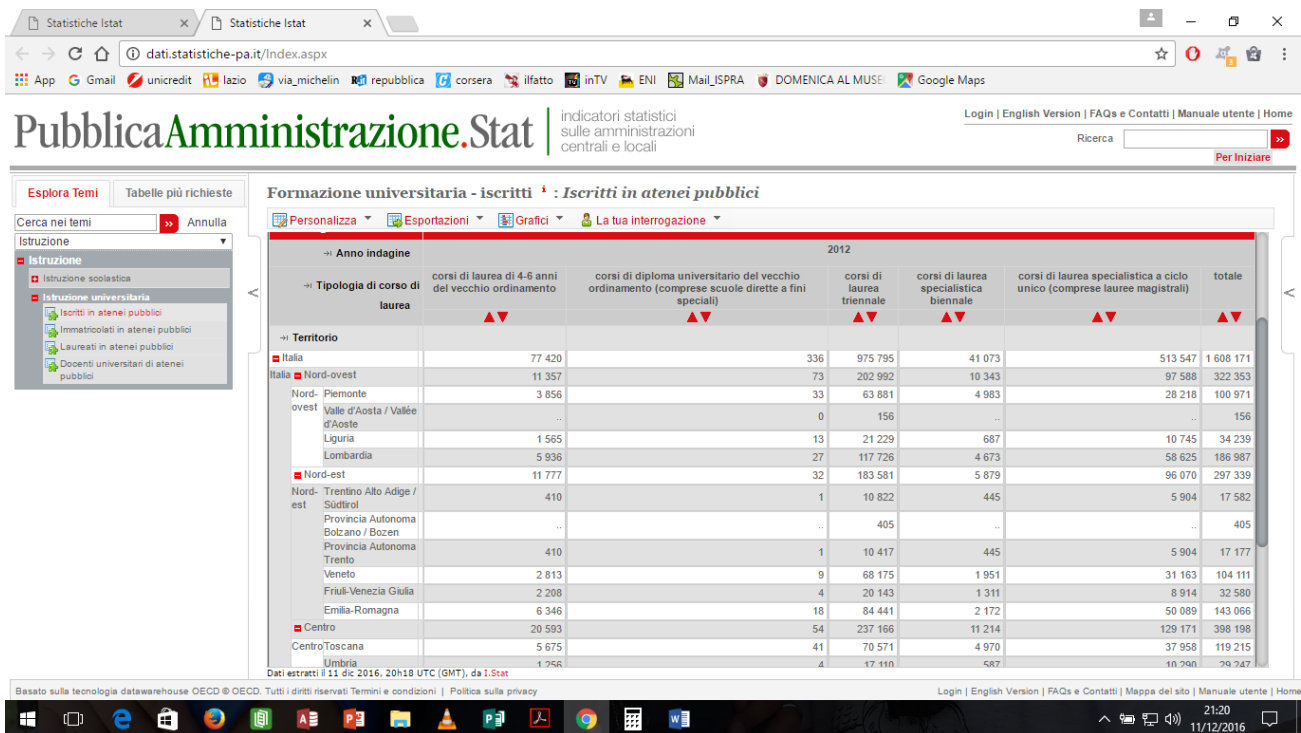 Statistiche Istat
Statistiche Istat
dati.statistiche-pa.it/Index.aspx
App Gmail unicredit lazio via_michelin repubblica corsera ilfatto inTV ENI Mail_ISPRA DOMENICA AL MUSE Google Maps
PubblicaAmministrazione.Stat
indicatori statistici
sulle amministrazioni
centrali e locali
Login | English Version | FAQs e Contatti | Manuale utente | Home
Ricerca
Per Iniziare
Esplora Temi Tabelle più richieste
Cerca nei temi Annulla
Istruzione
Istruzione
Istruzione scolastica
Istruzione universitaria
Iscritti in atenei pubblici
Immatricolati in atenei pubblici
Laureati in atenei pubblici
Docenti universitari di atenei
pubblici
Formazione universitaria - iscritti i : Iscritti in atenei pubblici
Personalizza Esportazioni Grafici La tua interrogazione
Anno indagine 2012
Tipologia di corso di laurea
corsi di laurea di 4-6 anni del vecchio ordinamento
corsi di diploma universitario del vecchio ordinamento (comprese scuole dirette a fini speciali)
corsi di laurea triennale
corsi di laurea specialistica biennale
corsi di laurea specialistica a ciclo unico (comprese lauree magistrali)
totale
Territorio
Italia 77 420 336 975 795 41 073 513 547 1 608 171
Italia Nord-ovest 11 357 73 202 992 10 343 97 588 322 353
Nord-ovest Piemonte 3 856 33 63 881 4 983 28 218 100 971
Valle d'Aosta / Vallée d'Aoste .. 0 156 .. .. 156
Liguria 1 565 13 21 229 687 10 745 34 239
Lombardia 5 936 27 117 726 4 673 58 625 186 987
Nord-est 11 777 32 183 581 5 879 96 070 297 339
Nord-est Trentino Alto Adige / Südtirol 410 1 10 822 445 5 904 17 582
Provincia Autonoma Bolzano / Bozen .. .. 405 .. .. 405
Provincia Autonoma Trento 410 1 10 417 445 5 904 17 177
Veneto 2 813 9 68 175 1 951 31 163 104 111
Friuli-Venezia Giulia 2 208 4 20 143 1 311 8 914 32 580
Emilia-Romagna 6 346 18 84 441 2 172 50 089 143 066
Centro 20 593 54 237 166 11 214 129 171 398 198
Centro Toscana 5 675 41 70 571 4 970 37 958 119 215
Umbria 1 256 4 17 110 587 10 290 29 247
Dati estratti il 11 dic 2016, 20h18 UTC (GMT), da I.Stat
Basato sulla tecnologia datawarehouse OECD © OECD. Tutti i diritti riservati Termini e condizioni | Politica sulla privacy
Login | English Version | FAQs e Contatti | Mappa del sito | Manuale utente | Home
21:20
11/12/2016